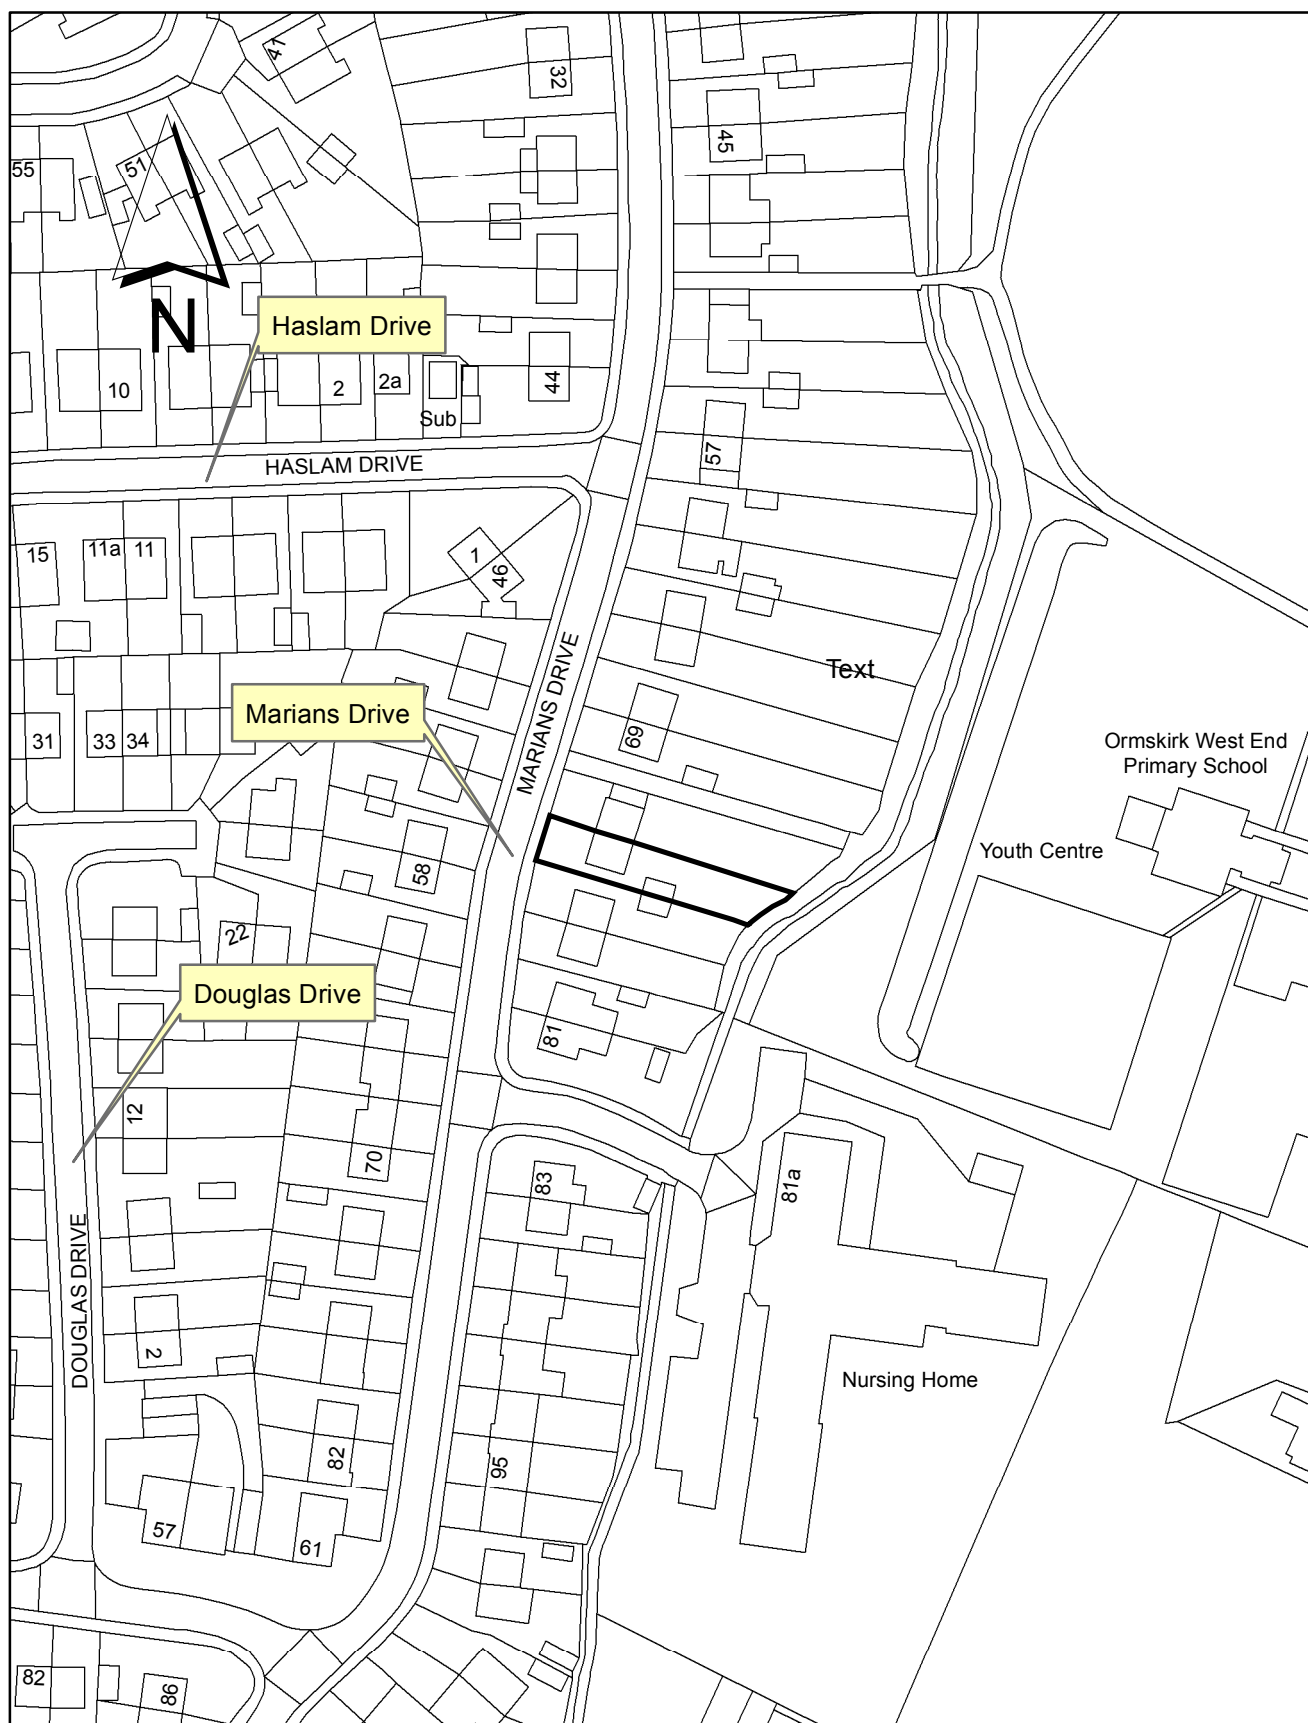 41
32
45
55
51
N
Haslam Drive
10
2
2a
Sub
44
HASLAM DRIVE
57
15
11a
11
1
46
MARIANS DRIVE
Text
31
33
34
Marians Drive
69
Ormskirk West End
Primary School
Youth Centre
58
22
Douglas Drive
81
12
70
83
81a
DOUGLAS DRIVE
2
Nursing Home
82
95
57
61
82
86